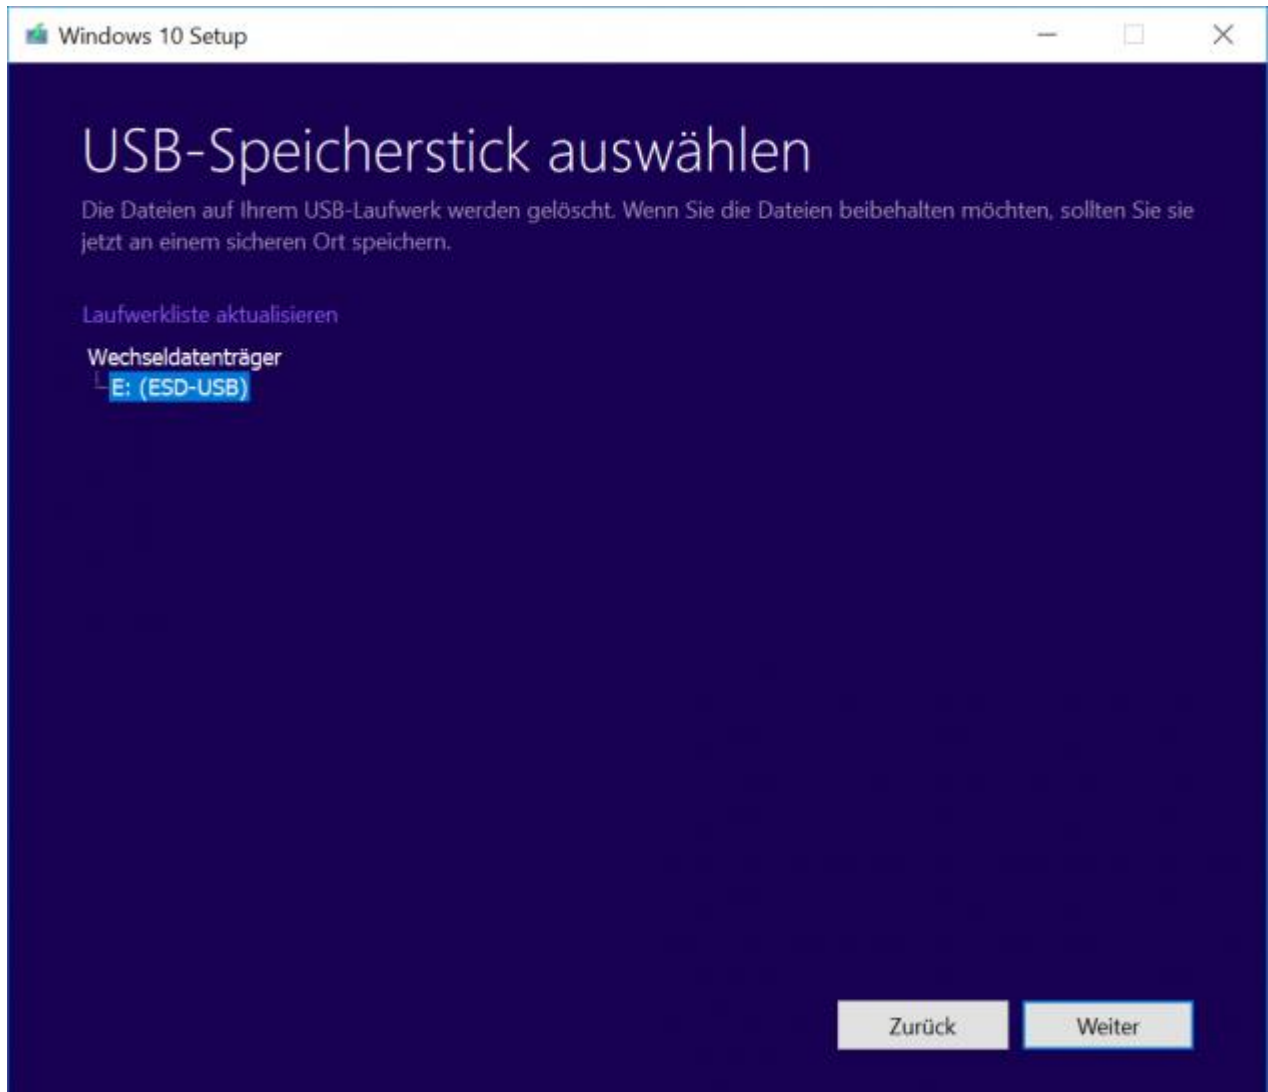 Windows 10 Setup
USB-Speicherstick auswählen
Die Dateien auf Ihrem USB-Laufwerk werden gelöscht. Wenn Sie die Dateien beibehalten möchten, sollten Sie sie
jetzt an einem sicheren Ort speichern.
Laufwerkliste aktualisieren
Wechseldatenträger
E: (ESD-USB)
Zurück
Weiter